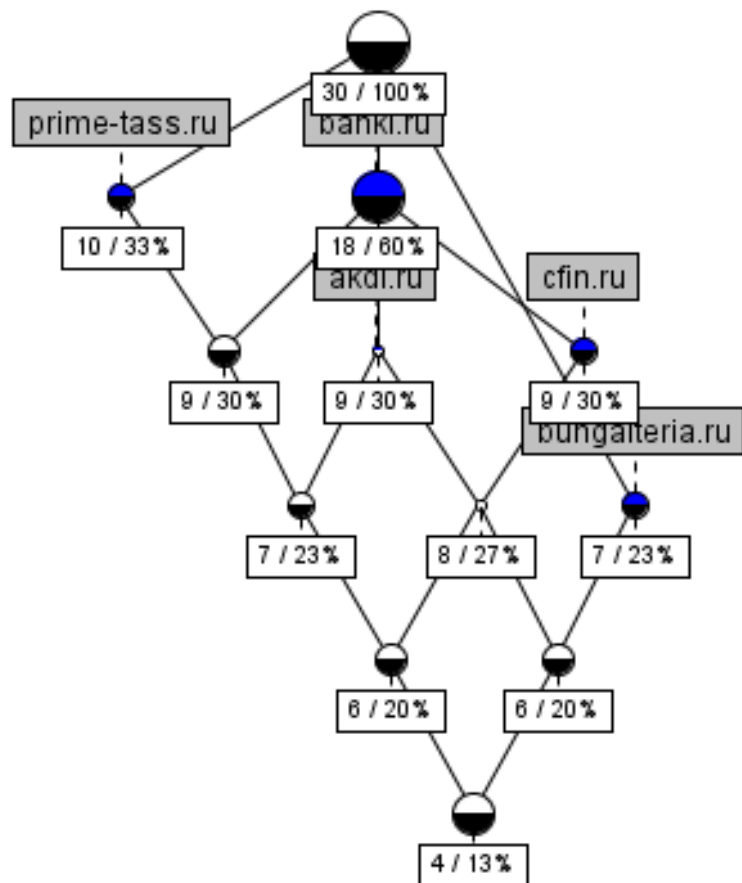 30 / 100%
prime-tass.ru
banki.ru
10 / 33%
18 / 60%
akdi.ru
cfin.ru
9 / 30%
9 / 30%
9 / 30%
buhgalteria.ru
7 / 23%
8 / 27%
7 / 23%
6 / 20%
6 / 20%
4 / 13%